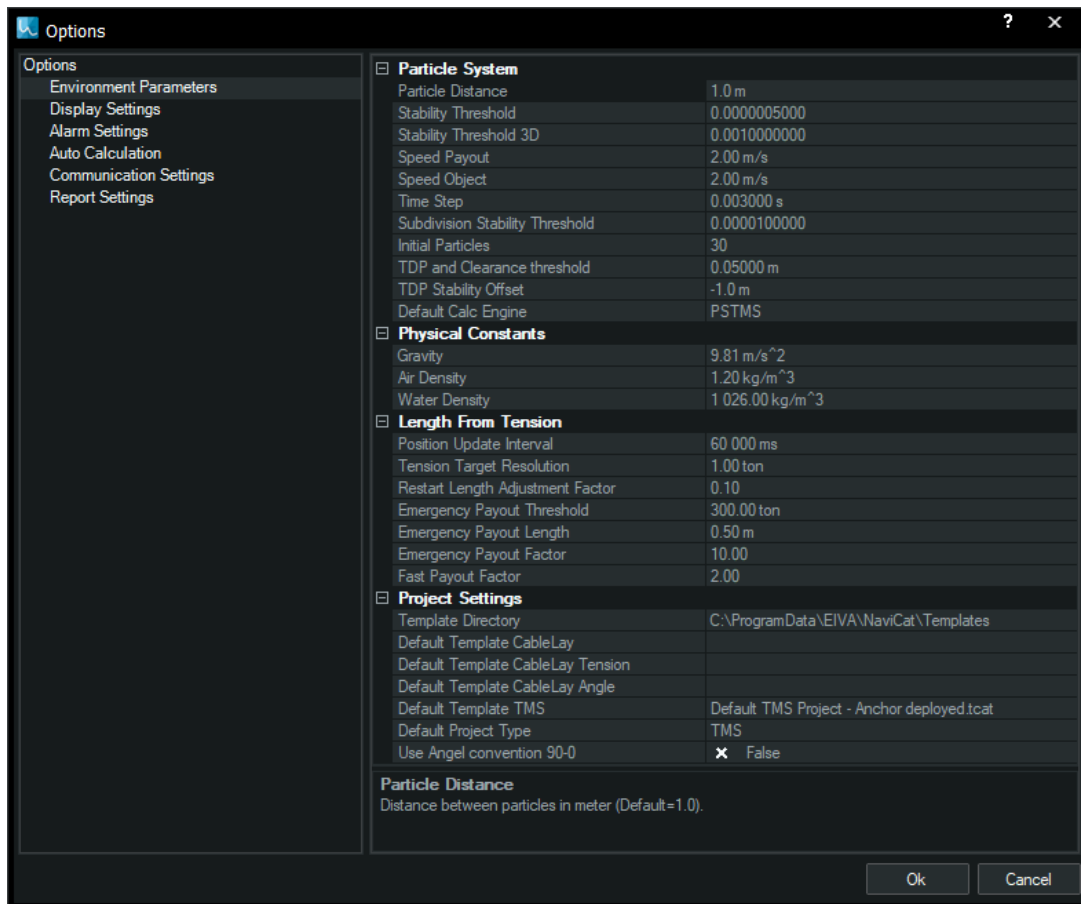 Options
?
Options
Environment Parameters
Display Settings
Alarm Settings
Auto Calculation
Communication Settings
Report Settings
Particle System
Particle Distance 1.0 m
Stability Threshold 0.0000005000
Stability Threshold 3D 0.0010000000
Speed Payout 2.00 m/s
Speed Object 2.00 m/s
Time Step 0.003000 s
Subdivision Stability Threshold 0.0000100000
Initial Particles 30
TDP and Clearance threshold 0.05000 m
TDP Stability Offset -1.0 m
Default Calc Engine PSTMS
Physical Constants
Gravity 9.81 m/s^2
Air Density 1.20 kg/m^3
Water Density 1 026.00 kg/m^3
Length From Tension
Position Update Interval 60 000 ms
Tension Target Resolution 1.00 ton
Restart Length Adjustment Factor 0.10
Emergency Payout Threshold 300.00 ton
Emergency Payout Length 0.50 m
Emergency Payout Factor 10.00
Fast Payout Factor 2.00
Project Settings
Template Directory C:\ProgramData\EIVA\NaviCat\Templates
Default Template CableLay
Default Template CableLay Tension
Default Template CableLay Angle
Default Template TMS Default TMS Project - Anchor deployed.tcat
Default Project Type TMS
Use Angel convention 90-0 False
Particle Distance
Distance between particles in meter (Default=1.0).
Ok Cancel